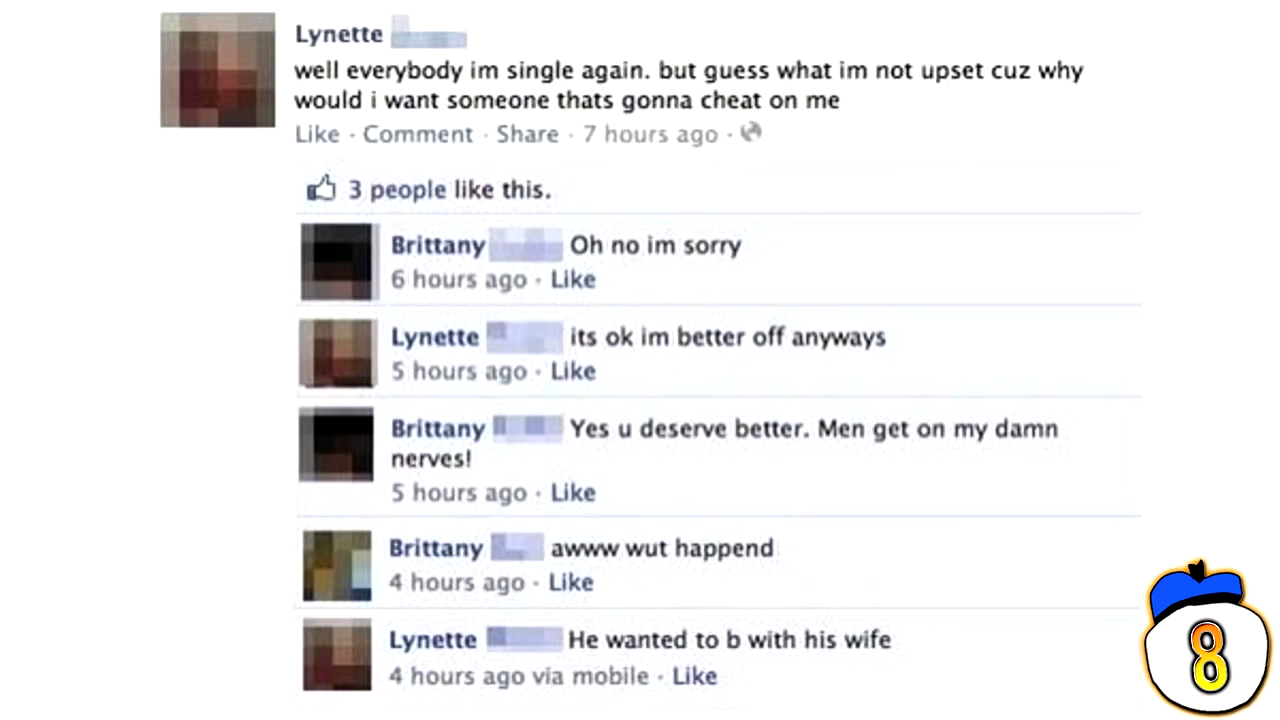 Lynette
well everybody im single again. but guess what im not upset cuz why
would i want someone thats gonna cheat on me
Like · Comment · Share · 7 hours ago ·
3 people like this.
Brittany Oh no im sorry
6 hours ago · Like
Lynette its ok im better off anyways
5 hours ago · Like
Brittany Yes u deserve better. Men get on my damn
nerves!
5 hours ago · Like
Brittany awww wut happend
4 hours ago · Like
Lynette He wanted to b with his wife
4 hours ago via mobile · Like
8